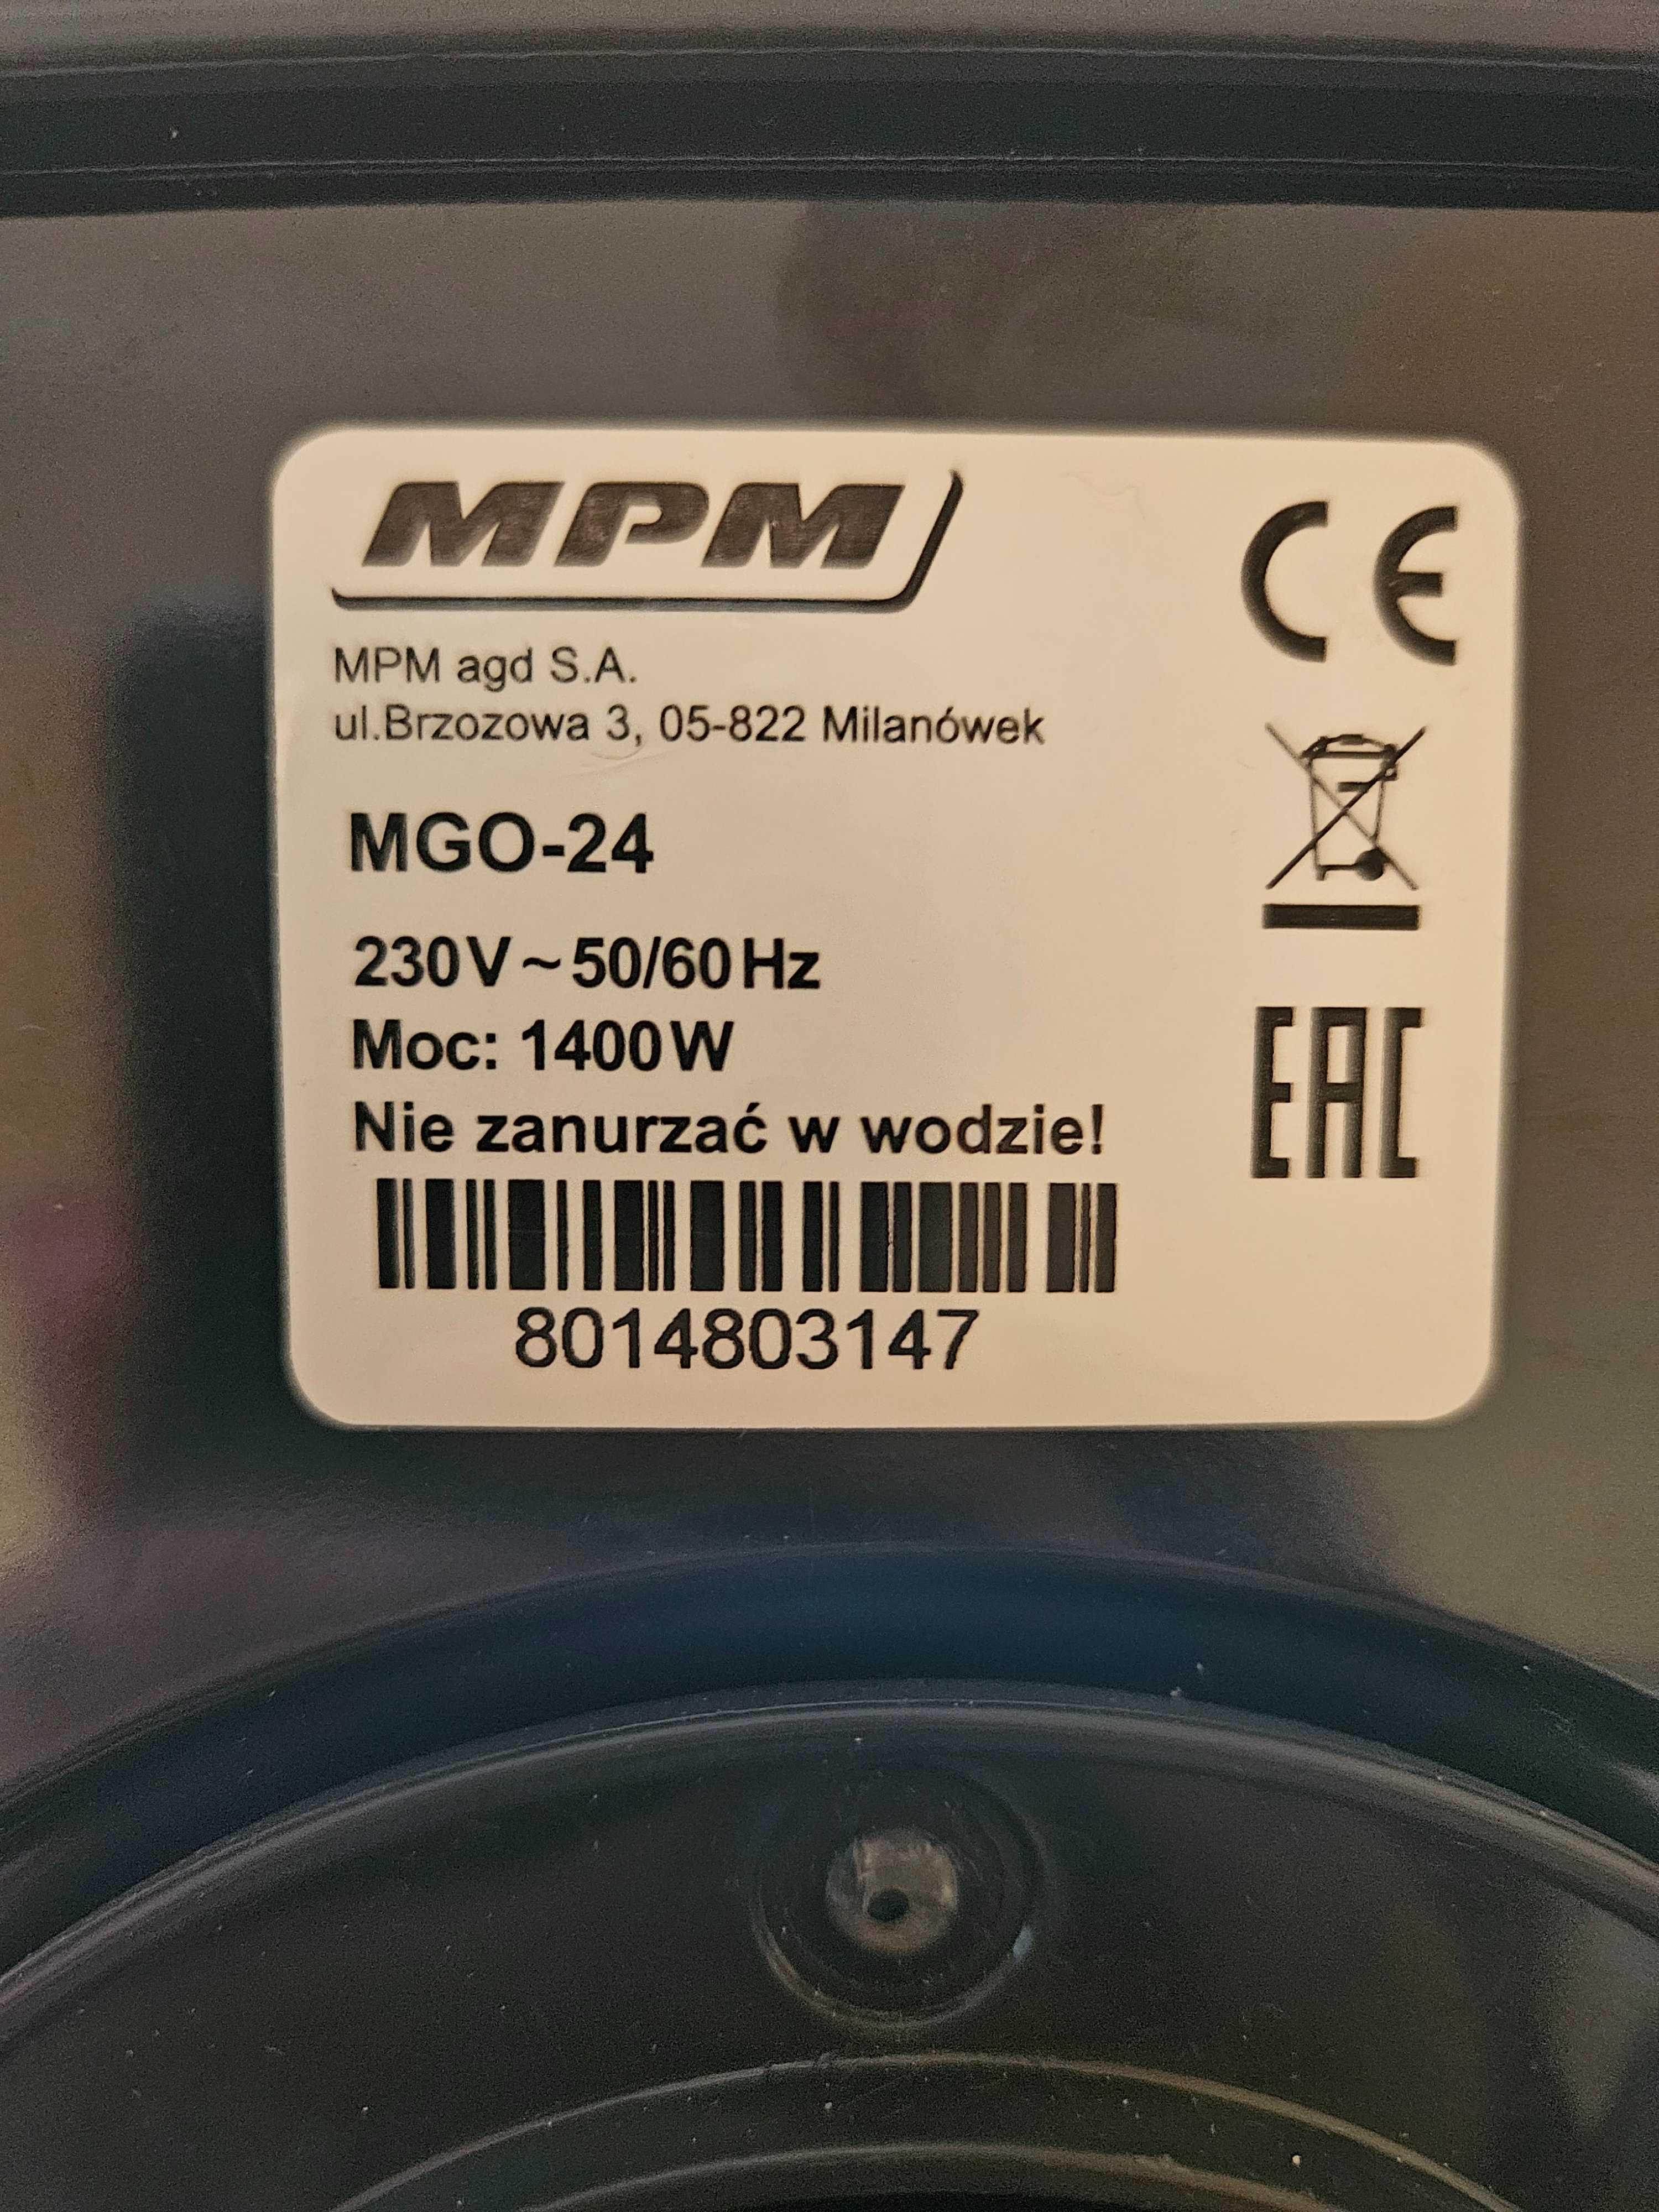 MPM
CE
MPM agd S.A.
ul.Brzozowa 3, 05-822 Milanówek
MGO-24
230V~50/60Hz
Moc: 1400W
EAC
Nie zanurzać w wodzie!
8014803147